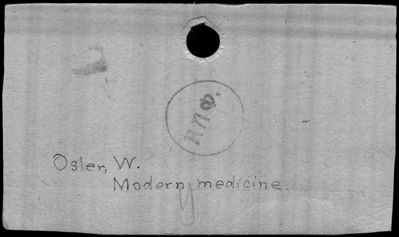 Osler, W.
Modern medicine.